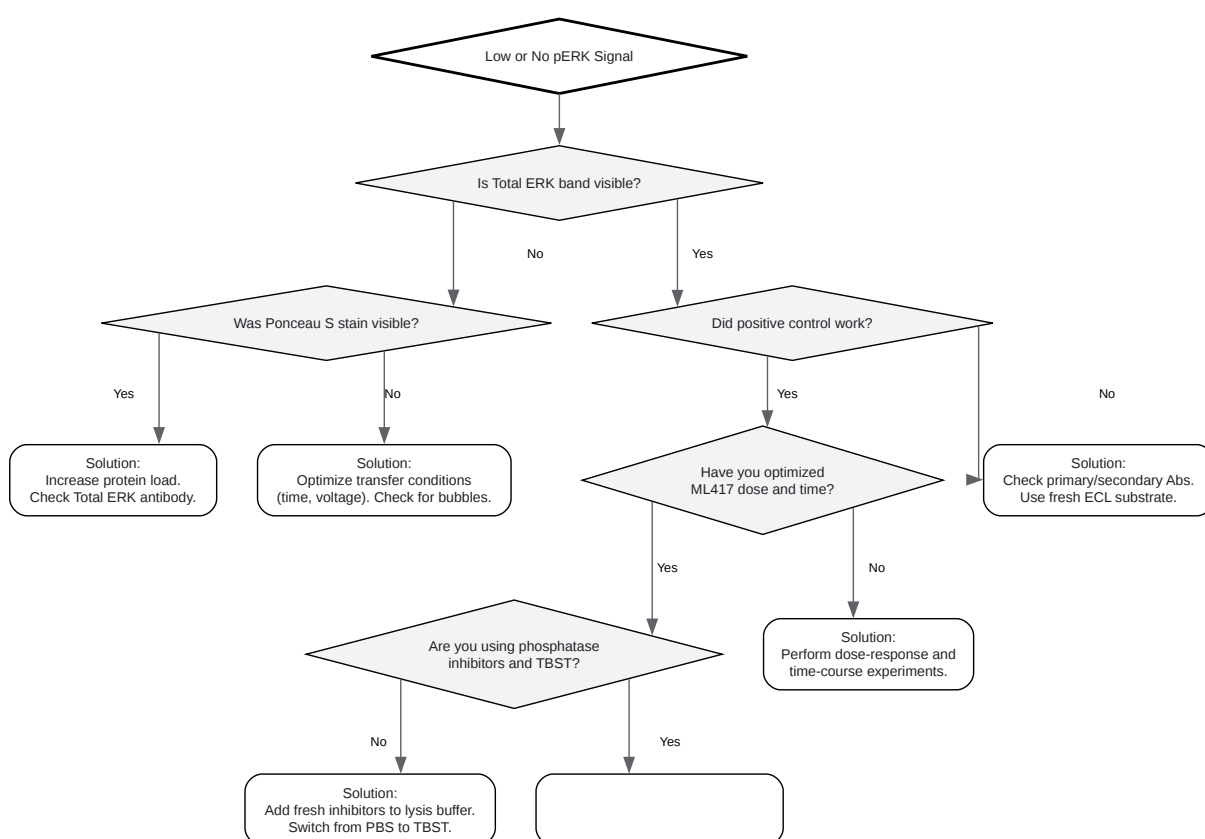 Low or No pERK Signal
Is Total ERK band visible?
No
Yes
Was Ponceau S stain visible?
Did positive control work?
Yes
No
Yes
No
Solution:
Increase protein load.
Check Total ERK antibody.
Solution:
Optimize transfer conditions
(time, voltage). Check for bubbles.
Have you optimized
ML417 dose and time?
Solution:
Check primary/secondary Abs.
Use fresh ECL substrate.
Yes
No
Are you using phosphatase
inhibitors and TBST?
Solution:
Perform dose-response and
time-course experiments.
No
Yes
Solution:
Add fresh inhibitors to lysis buffer.
Switch from PBS to TBST.